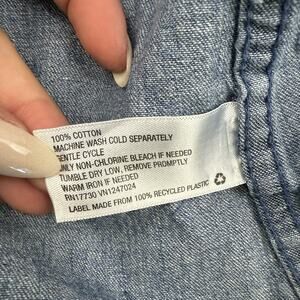 100% COTTON
MACHINE WASH COLD SEPARATELY
GENTLE CYCLE
ONLY NON-CHLORINE BLEACH IF NEEDED
TUMBLE DRY LOW, REMOVE PROMPTLY
WARM IRON IF NEEDED
RN17730 VN1247024
LABEL MADE FROM 100% RECYCLED PLASTIC